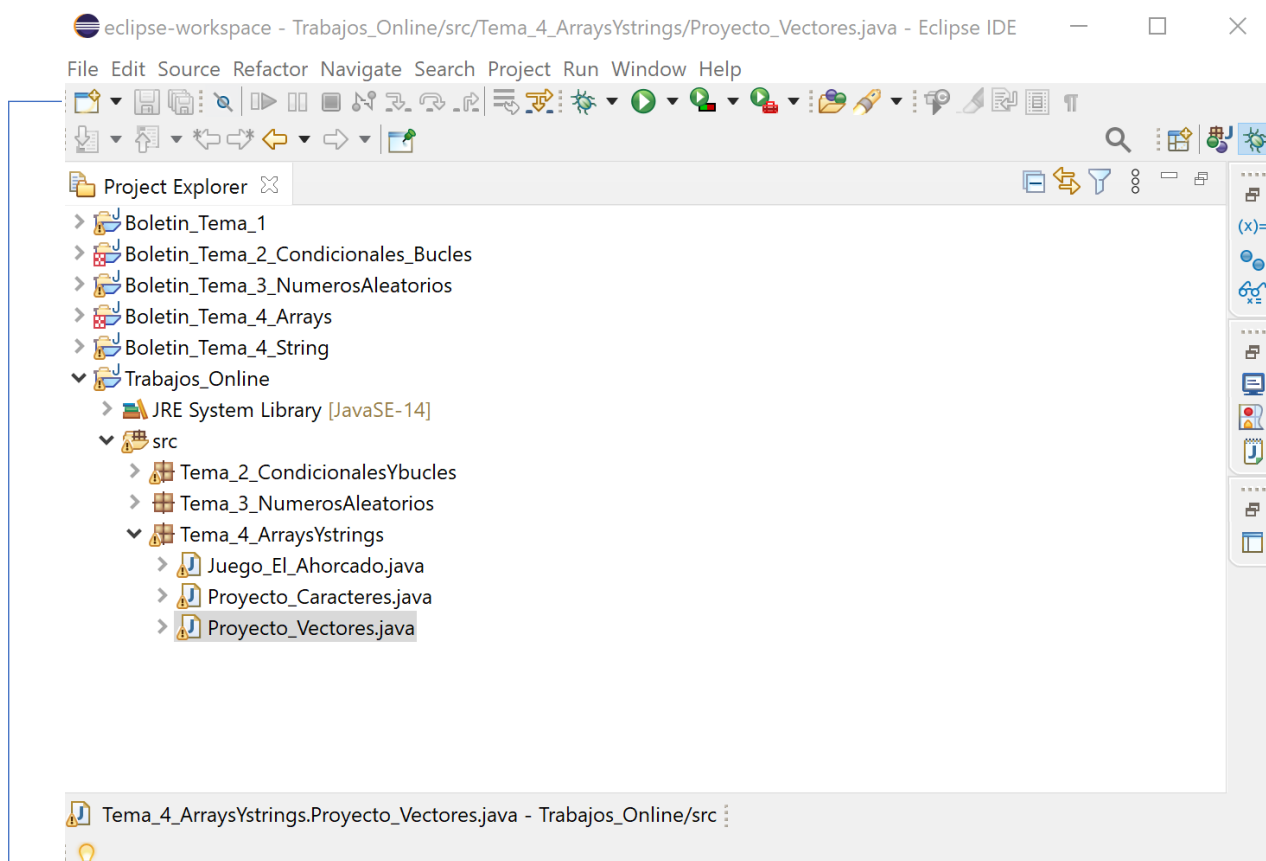 eclipse-workspace - Trabajos_Online/src/Tema_4_ArraysYstrings/Proyecto_Vectores.java - Eclipse IDE
File Edit Source Refactor Navigate Search Project Run Window Help
Project Explorer
(x)=
Boletin_Tema_1
Boletin_Tema_2_Condicionales_Bucles
Boletin_Tema_3_NumerosAleatorios
Boletin_Tema_4_Arrays
Boletin_Tema_4_String
Trabajos_Online
JRE System Library [JavaSE-14]
src
Tema_2_CondicionalesYbucles
Tema_3_NumerosAleatorios
Tema_4_ArraysYstrings
Juego_El_Ahorcado.java
Proyecto_Caracteres.java
Proyecto_Vectores.java
Tema_4_ArraysYstrings.Proyecto_Vectores.java - Trabajos_Online/src